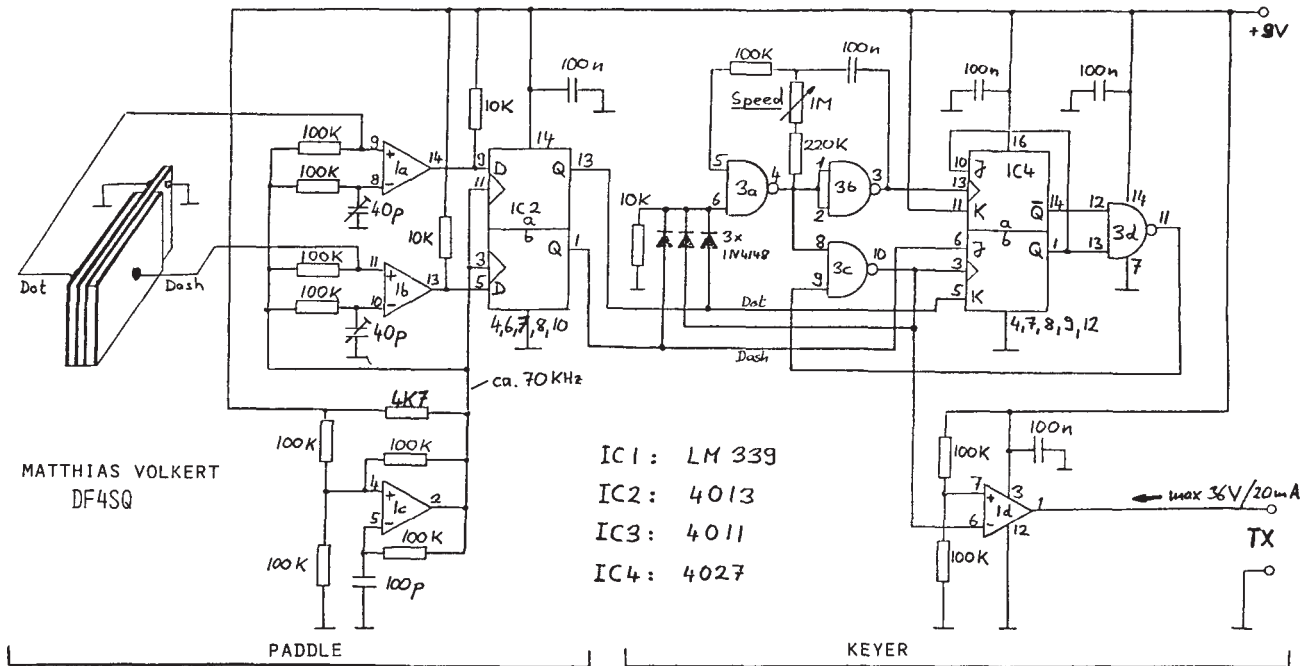 +9V
100n
100K
100n
100n
100n
Speed
1M
10K
220K
100K
9
14
9
14
13
5
4
1
3
10
16
+
1a
D
Q
3a
3b
J
IC4
13
14
12
14
11
100K
8
-
11
IC2
6
2
11
K
Q̄
3d
40p
10K
a
10K
a
b
b
1
3x
1N4148
8
6
J
Q
1
13
7
100K
11
3
Q
3c
10
3
+
1b
13
5
D
9
5
K
Dot
Dash
100K
10
-
Dot
40p
4,6,7,8,10
4,7,8,9,12
Dash
ca. 70KHz
4K7
100K
100K
100K
100n
MATTHIAS VOLKERT
DF4SQ
IC1: LM 339
IC2: 4013
IC3: 4011
IC4: 4027
4
+
1c
2
5
-
7
+
3
1d
1
6
-
12
max 36V/20mA
100K
100K
100K
TX
100p
PADDLE
KEYER